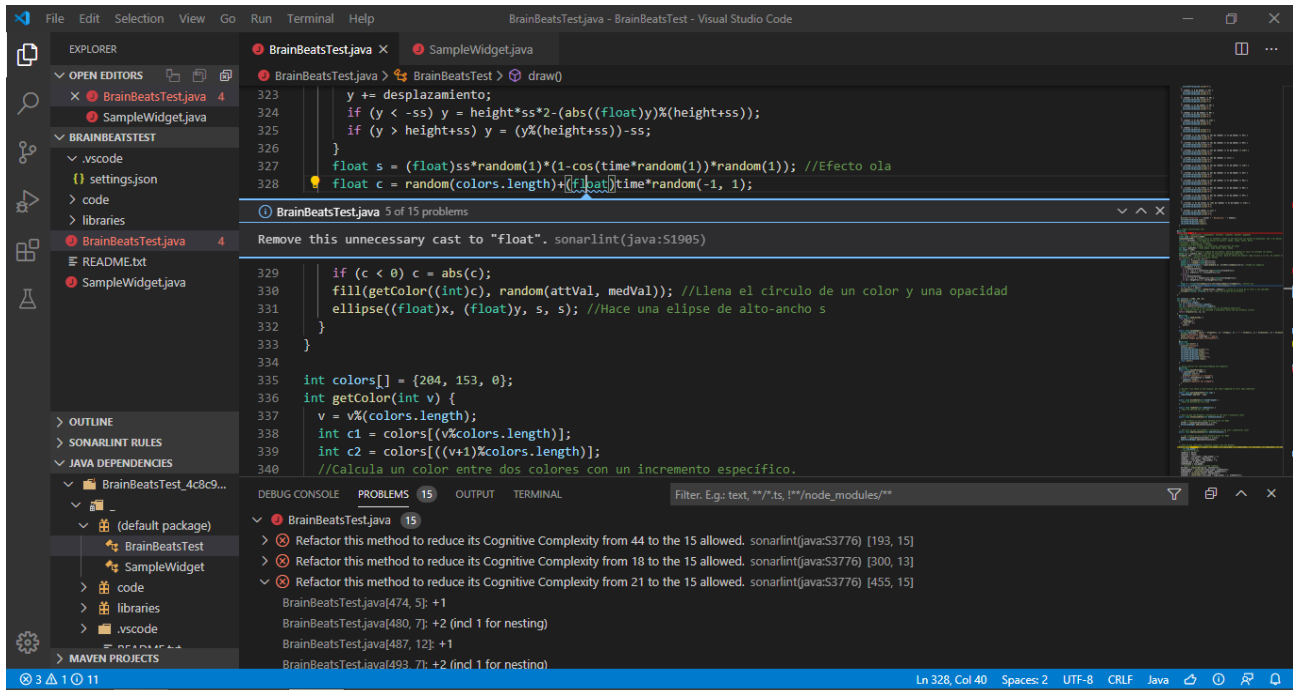 File Edit Selection View Go Run Terminal Help BrainBeatsTest.java - BrainBeatsTest - Visual Studio Code
EXPLORER
OPEN EDITORS
BrainBeatsTest.java 4
SampleWidget.java
BRAINBEATSTEST
.vscode
{} settings.json
code
libraries
BrainBeatsTest.java 4
README.txt
SampleWidget.java
OUTLINE
SONARLINT RULES
JAVA DEPENDENCIES
BrainBeatsTest_4c8c9...
_
(default package)
BrainBeatsTest
SampleWidget
code
libraries
.vscode
MAVEN PROJECTS
BrainBeatsTest.java SampleWidget.java
BrainBeatsTest.java > BrainBeatsTest > draw()
323 y += desplazamiento;
324 if (y < -ss) y = height*ss*2-(abs((float)y)%(height+ss));
325 if (y > height+ss) y = (y%(height+ss))-ss;
326 }
327 float s = (float)ss*random(1)*(1-cos(time*random(1))*random(1)); //Efecto ola
328 float c = random(colors.length)+(float)time*random(-1, 1);
BrainBeatsTest.java 5 of 15 problems
Remove this unnecessary cast to "float". sonarlint(java:S1905)
329 if (c < 0) c = abs(c);
330 fill(getColor((int)c), random(attVal, medVal)); //Llena el circulo de un color y una opacidad
331 ellipse((float)x, (float)y, s, s); //Hace una elipse de alto-ancho s
332 }
333 }
334
335 int colors[] = {204, 153, 0};
336 int getColor(int v) {
337 v = v%(colors.length);
338 int c1 = colors[(v%colors.length)];
339 int c2 = colors[((v+1)%colors.length)];
340 //Calcula un color entre dos colores con un incremento específico.
DEBUG CONSOLE PROBLEMS 15 OUTPUT TERMINAL Filter. E.g.: text, **/*.ts, !**/node_modules/**
BrainBeatsTest.java 15
Refactor this method to reduce its Cognitive Complexity from 44 to the 15 allowed. sonarlint(java:S3776) [193, 15]
Refactor this method to reduce its Cognitive Complexity from 18 to the 15 allowed. sonarlint(java:S3776) [300, 13]
Refactor this method to reduce its Cognitive Complexity from 21 to the 15 allowed. sonarlint(java:S3776) [455, 15]
BrainBeatsTest.java[474, 5]: +1
BrainBeatsTest.java[480, 7]: +2 (incl 1 for nesting)
BrainBeatsTest.java[487, 12]: +1
BrainBeatsTest.java[493, 7]: +2 (incl 1 for nesting)
3 1 11 Ln 328, Col 40 Spaces: 2 UTF-8 CRLF Java